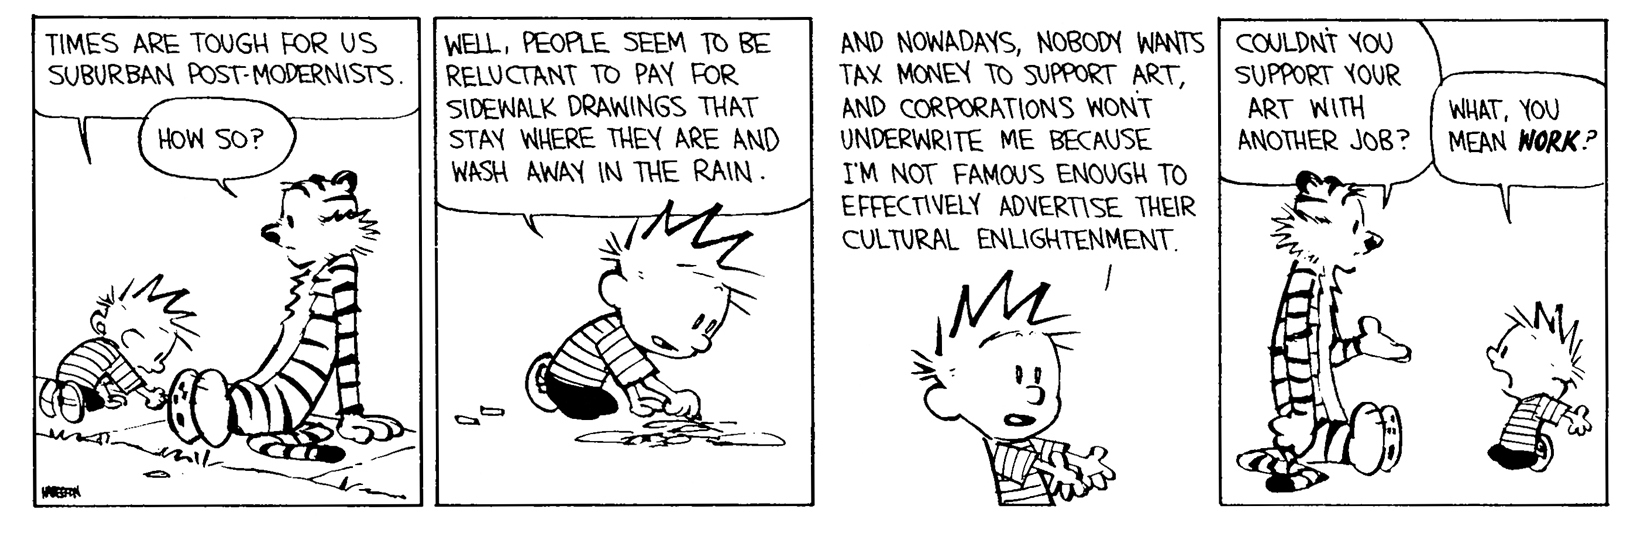 TIMES ARE TOUGH FOR US
SUBURBAN POST-MODERNISTS.
HOW SO?
WELL, PEOPLE SEEM TO BE
RELUCTANT TO PAY FOR
SIDEWALK DRAWINGS THAT
STAY WHERE THEY ARE AND
WASH AWAY IN THE RAIN.
AND NOWADAYS, NOBODY WANTS
TAX MONEY TO SUPPORT ART,
AND CORPORATIONS WON'T
UNDERWRITE ME BECAUSE
I'M NOT FAMOUS ENOUGH TO
EFFECTIVELY ADVERTISE THEIR
CULTURAL ENLIGHTENMENT.
COULDN'T YOU
SUPPORT YOUR
ART WITH
ANOTHER JOB?
WHAT, YOU
MEAN WORK?